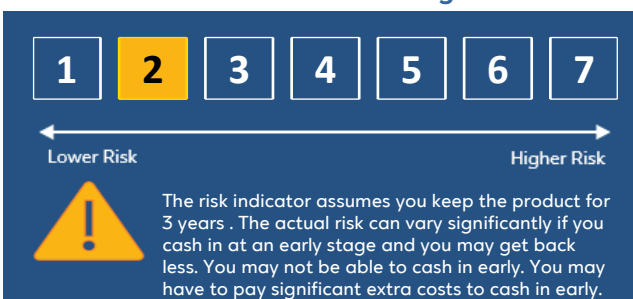 1 2 3 4 5 6 7
Lower Risk Higher Risk
!
The risk indicator assumes you keep the product for
3 years . The actual risk can vary significantly if you
cash in at an early stage and you may get back
less. You may not be able to cash in early. You may
have to pay significant extra costs to cash in early.